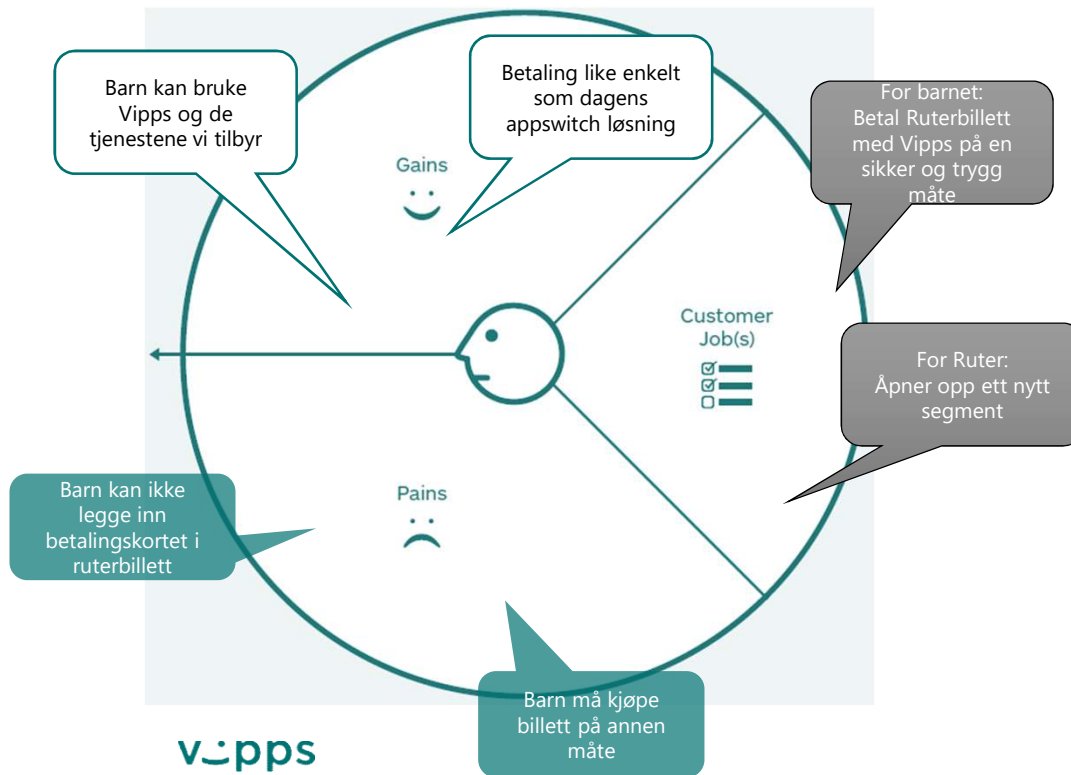 Barn kan bruke
Vipps og de
tjenestene vi tilbyr
Betaling like enkelt
som dagens
appswitch løsning
For barnet:
Betal Ruterbillett
med Vipps på en
sikker og trygg
måte
Gains
Customer
Job(s)
For Ruter:
Åpner opp ett nytt
segment
Pains
Barn kan ikke
legge inn
betalingskortet i
ruterbillett
Barn må kjøpe
billett på annen
måte
vipps